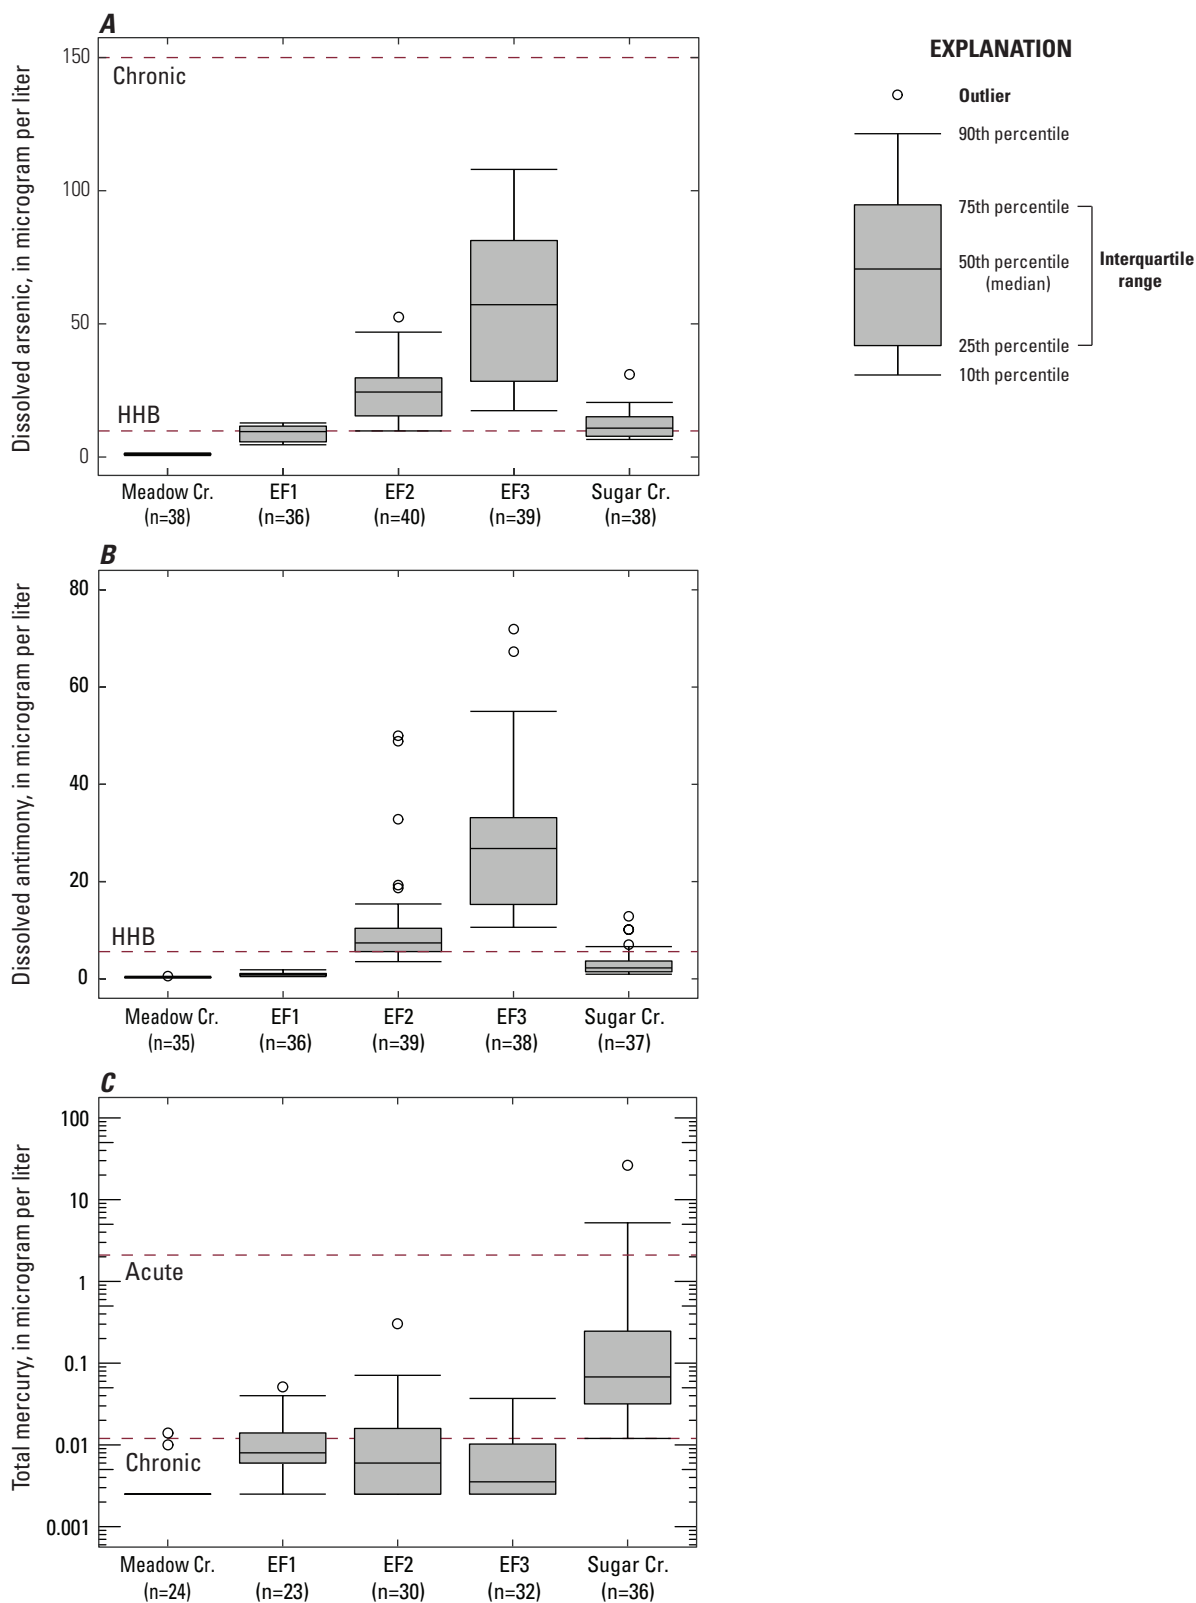 A
Dissolved arsenic, in microgram per liter
150
100
50
0
Chronic
HHB
Meadow Cr. EF1 EF2 EF3 Sugar Cr.
(n=38) (n=36) (n=40) (n=39) (n=38)
EXPLANATION
Outlier
90th percentile
75th percentile
50th percentile
(median)
25th percentile
10th percentile
Interquartile
range
B
Dissolved antimony, in microgram per liter
80
60
40
20
0
HHB
Meadow Cr. EF1 EF2 EF3 Sugar Cr.
(n=35) (n=36) (n=39) (n=38) (n=37)
C
Total mercury, in microgram per liter
100
10
1
0.1
0.01
0.001
Acute
Chronic
Meadow Cr. EF1 EF2 EF3 Sugar Cr.
(n=24) (n=23) (n=30) (n=32) (n=36)